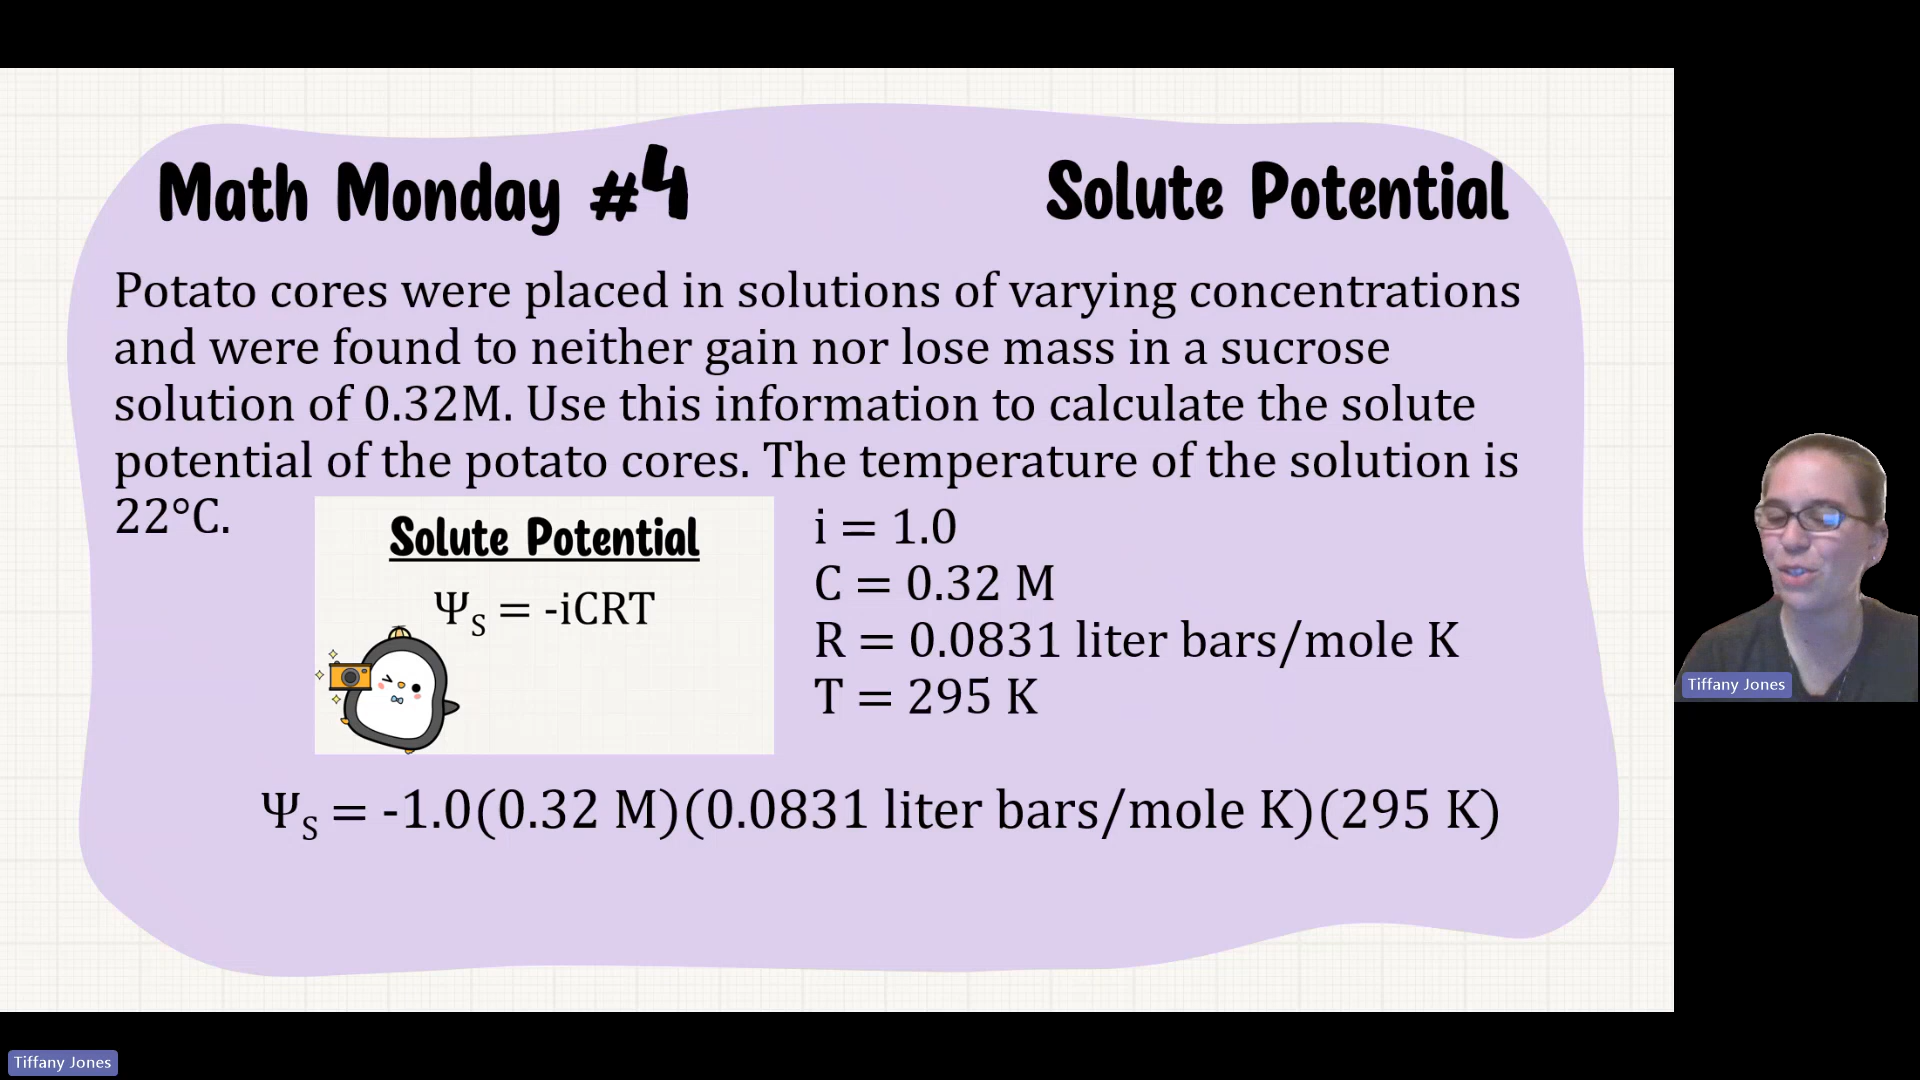 Math Monday #4
Solute Potential
Potato cores were placed in solutions of varying concentrations
and were found to neither gain nor lose mass in a sucrose
solution of 0.32M. Use this information to calculate the solute
potential of the potato cores. The temperature of the solution is
22°C.
Solute Potential
Ψ_S = -iCRT
i = 1.0
C = 0.32 M
R = 0.0831 liter bars/mole K
T = 295 K
Ψ_S = -1.0(0.32 M)(0.0831 liter bars/mole K)(295 K)
Tiffany Jones
Tiffany Jones